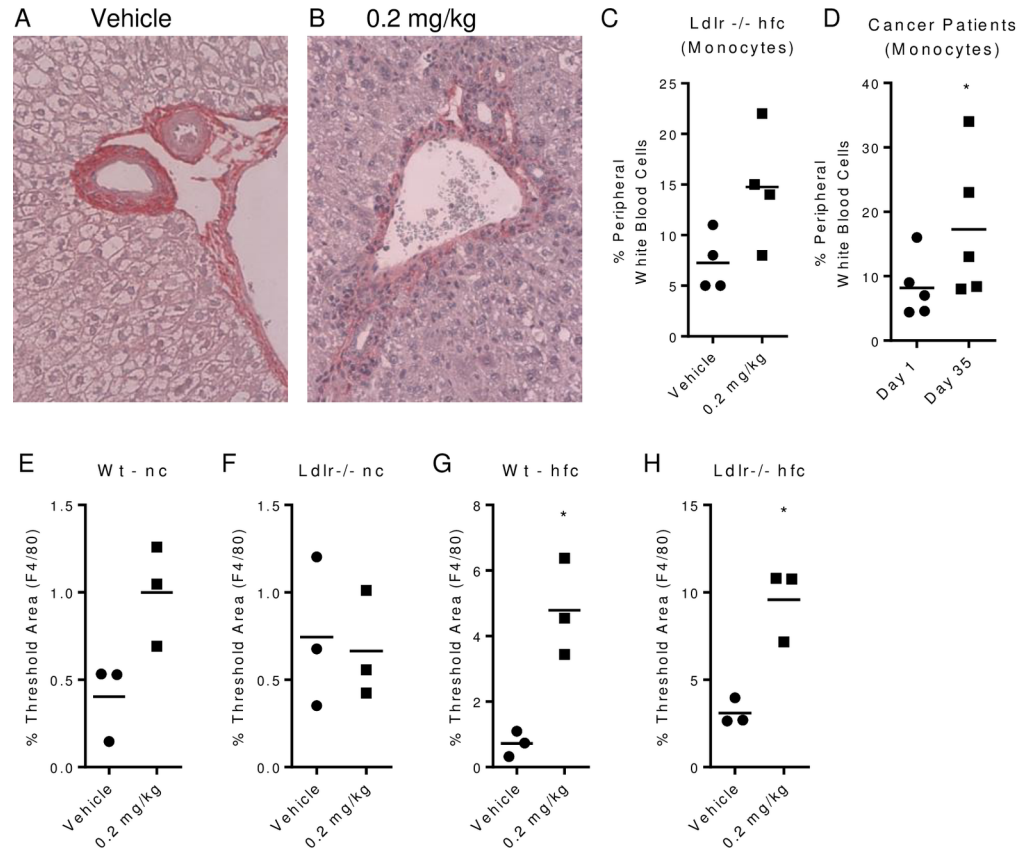 A Vehicle
B 0.2 mg/kg
C Ldlr -/- hfc
(Monocytes)
% Peripheral
White Blood Cells
25
20
15
10
5
0
Vehicle
0.2 mg/kg
D Cancer Patients
(Monocytes)
% Peripheral
White Blood Cells
40
30
20
10
0
*
Day 1
Day 35
E Wt - nc
% Threshold Area (F4/80)
1.5
1.0
0.5
0.0
Vehicle
0.2 mg/kg
F Ldlr-/- nc
% Threshold Area (F4/80)
1.5
1.0
0.5
0.0
Vehicle
0.2 mg/kg
G Wt - hfc
% Threshold Area (F4/80)
8
6
4
2
0
*
Vehicle
0.2 mg/kg
H Ldlr-/- hfc
% Threshold Area (F4/80)
15
10
5
0
*
Vehicle
0.2 mg/kg